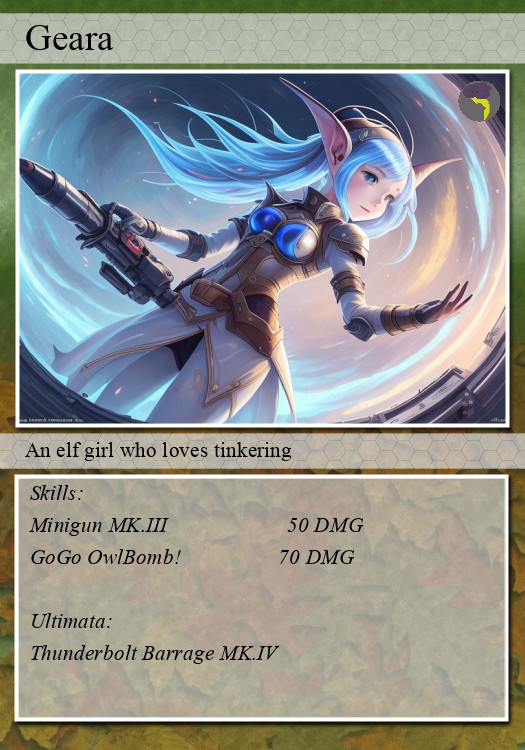 Geara
An elf girl who loves tinkering
Skills:
Minigun MK.III 50 DMG
GoGo OwlBomb! 70 DMG
Ultimata:
Thunderbolt Barrage MK.IV